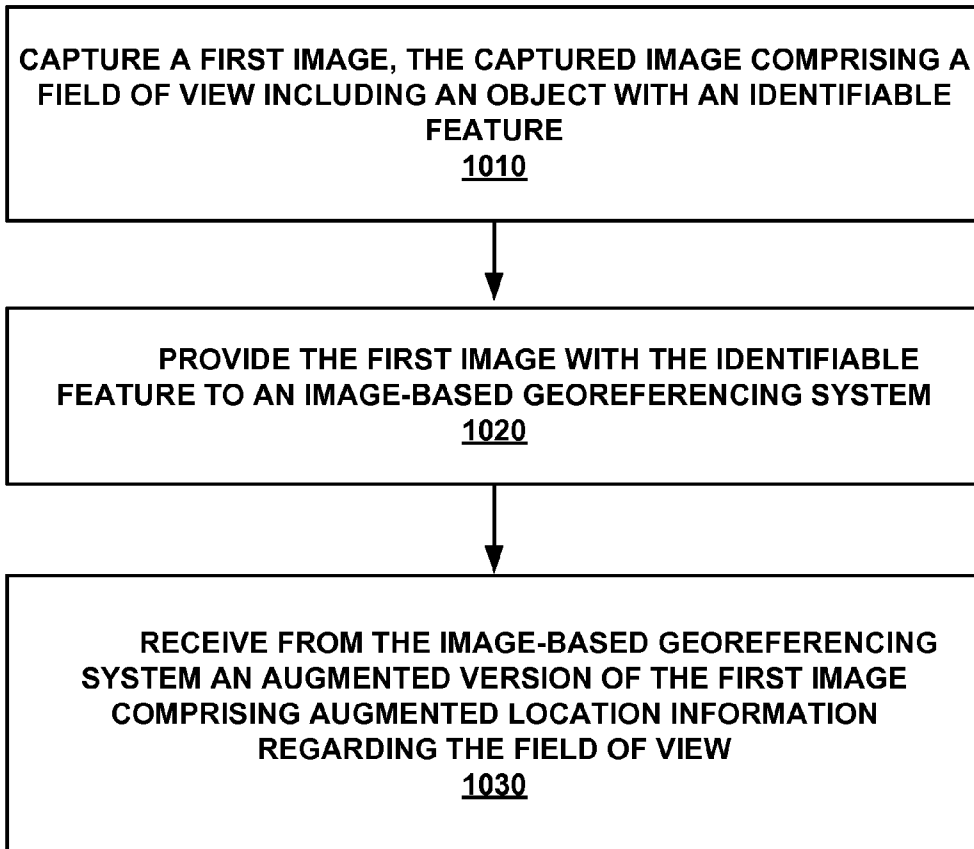 CAPTURE A FIRST IMAGE, THE CAPTURED IMAGE COMPRISING A
FIELD OF VIEW INCLUDING AN OBJECT WITH AN IDENTIFIABLE
FEATURE
1010
PROVIDE THE FIRST IMAGE WITH THE IDENTIFIABLE
FEATURE TO AN IMAGE-BASED GEOREFERENCING SYSTEM
1020
RECEIVE FROM THE IMAGE-BASED GEOREFERENCING
SYSTEM AN AUGMENTED VERSION OF THE FIRST IMAGE
COMPRISING AUGMENTED LOCATION INFORMATION
REGARDING THE FIELD OF VIEW
1030